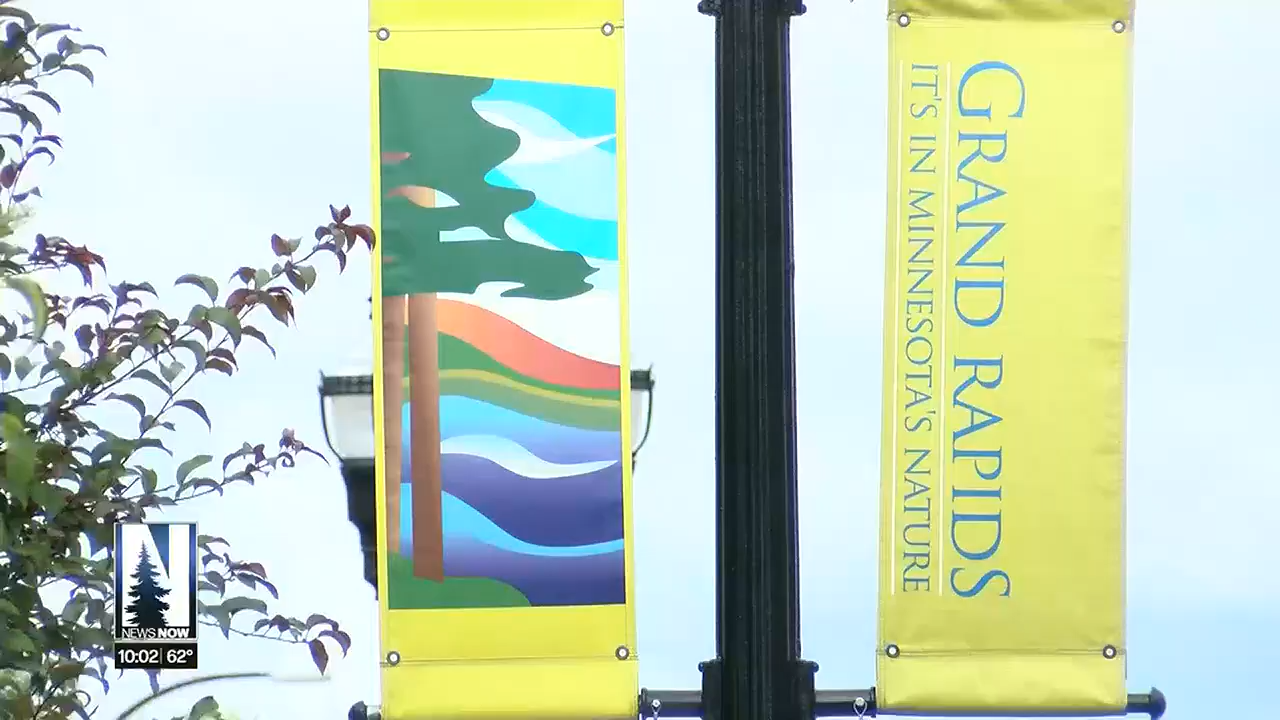 GRAND RAPIDS
IT'S IN MINNESOTA'S NATURE
N
NEWS NOW
10:02 62°